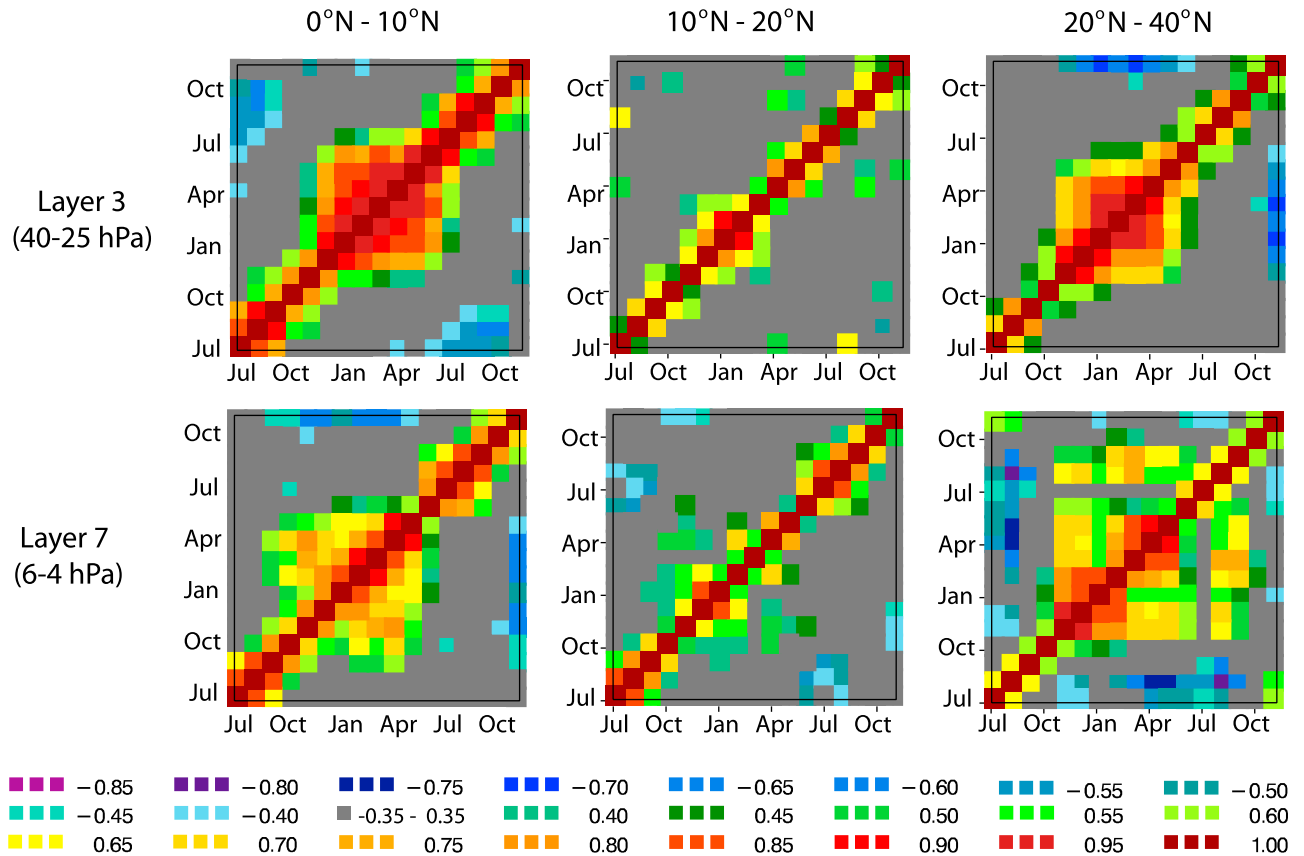 0°N - 10°N 10°N - 20°N 20°N - 40°N
Layer 3
(40-25 hPa)
Oct
Jul
Apr
Jan
Oct
Jul
Jul Oct Jan Apr Jul Oct
Oct
Jul
Apr
Jan
Oct
Jul
Jul Oct Jan Apr Jul Oct
Oct
Jul
Apr
Jan
Oct
Jul
Jul Oct Jan Apr Jul Oct
Layer 7
(6-4 hPa)
Oct
Jul
Apr
Jan
Oct
Jul
Jul Oct Jan Apr Jul Oct
Oct
Jul
Apr
Jan
Oct
Jul
Jul Oct Jan Apr Jul Oct
Oct
Jul
Apr
Jan
Oct
Jul
Jul Oct Jan Apr Jul Oct
−0.85 −0.80 −0.75 −0.70 −0.65 −0.60 −0.55 −0.50
−0.45 −0.40 -0.35 - 0.35 0.40 0.45 0.50 0.55 0.60
0.65 0.70 0.75 0.80 0.85 0.90 0.95 1.00